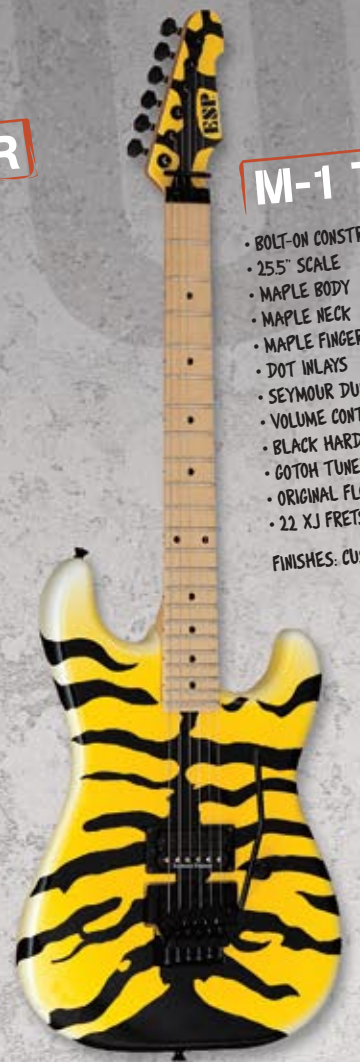 R
ESP
M-1 T
• BOLT-ON CONSTR
• 25.5" SCALE
• MAPLE BODY
• MAPLE NECK
• MAPLE FINGER
• DOT INLAYS
• SEYMOUR DU
• VOLUME CONT
• BLACK HARD
• GOTOH TUNE
• ORIGINAL FL
• 22 XJ FRETS
FINISHES: CUS